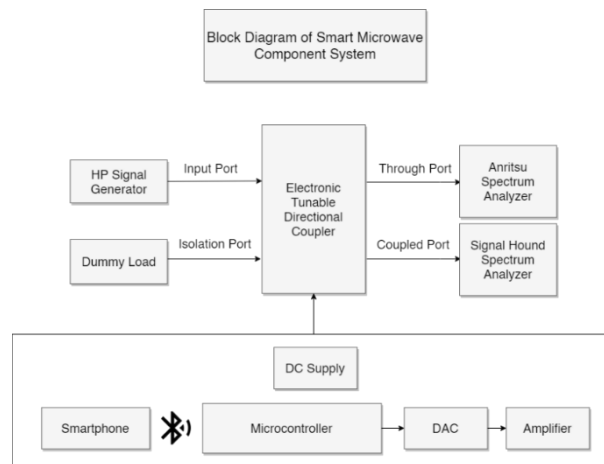 Block Diagram of Smart Microwave
Component System
HP Signal
Generator
Input Port
Electronic
Tunable
Directional
Coupler
Through Port
Anritsu
Spectrum
Analyzer
Dummy Load
Isolation Port
Coupled Port
Signal Hound
Spectrum
Analyzer
DC Supply
Smartphone
Microcontroller
DAC
Amplifier